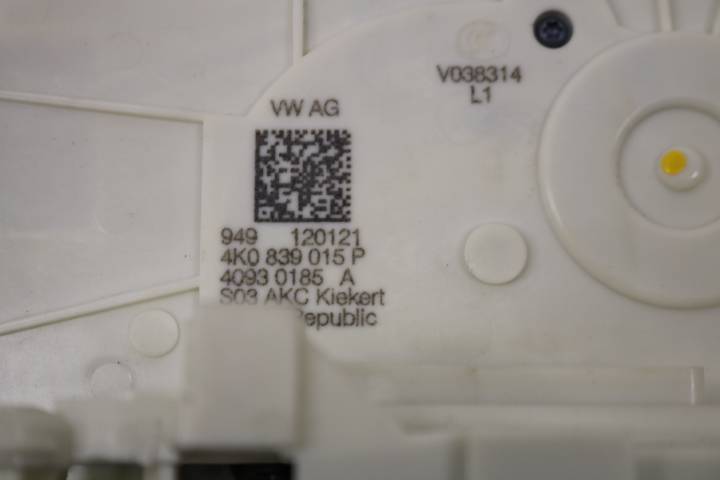 V038314
L1
VW AG
949 120121
4K0 839 015 P
4093 0185 A
S03 AKC Kiekert
Republic